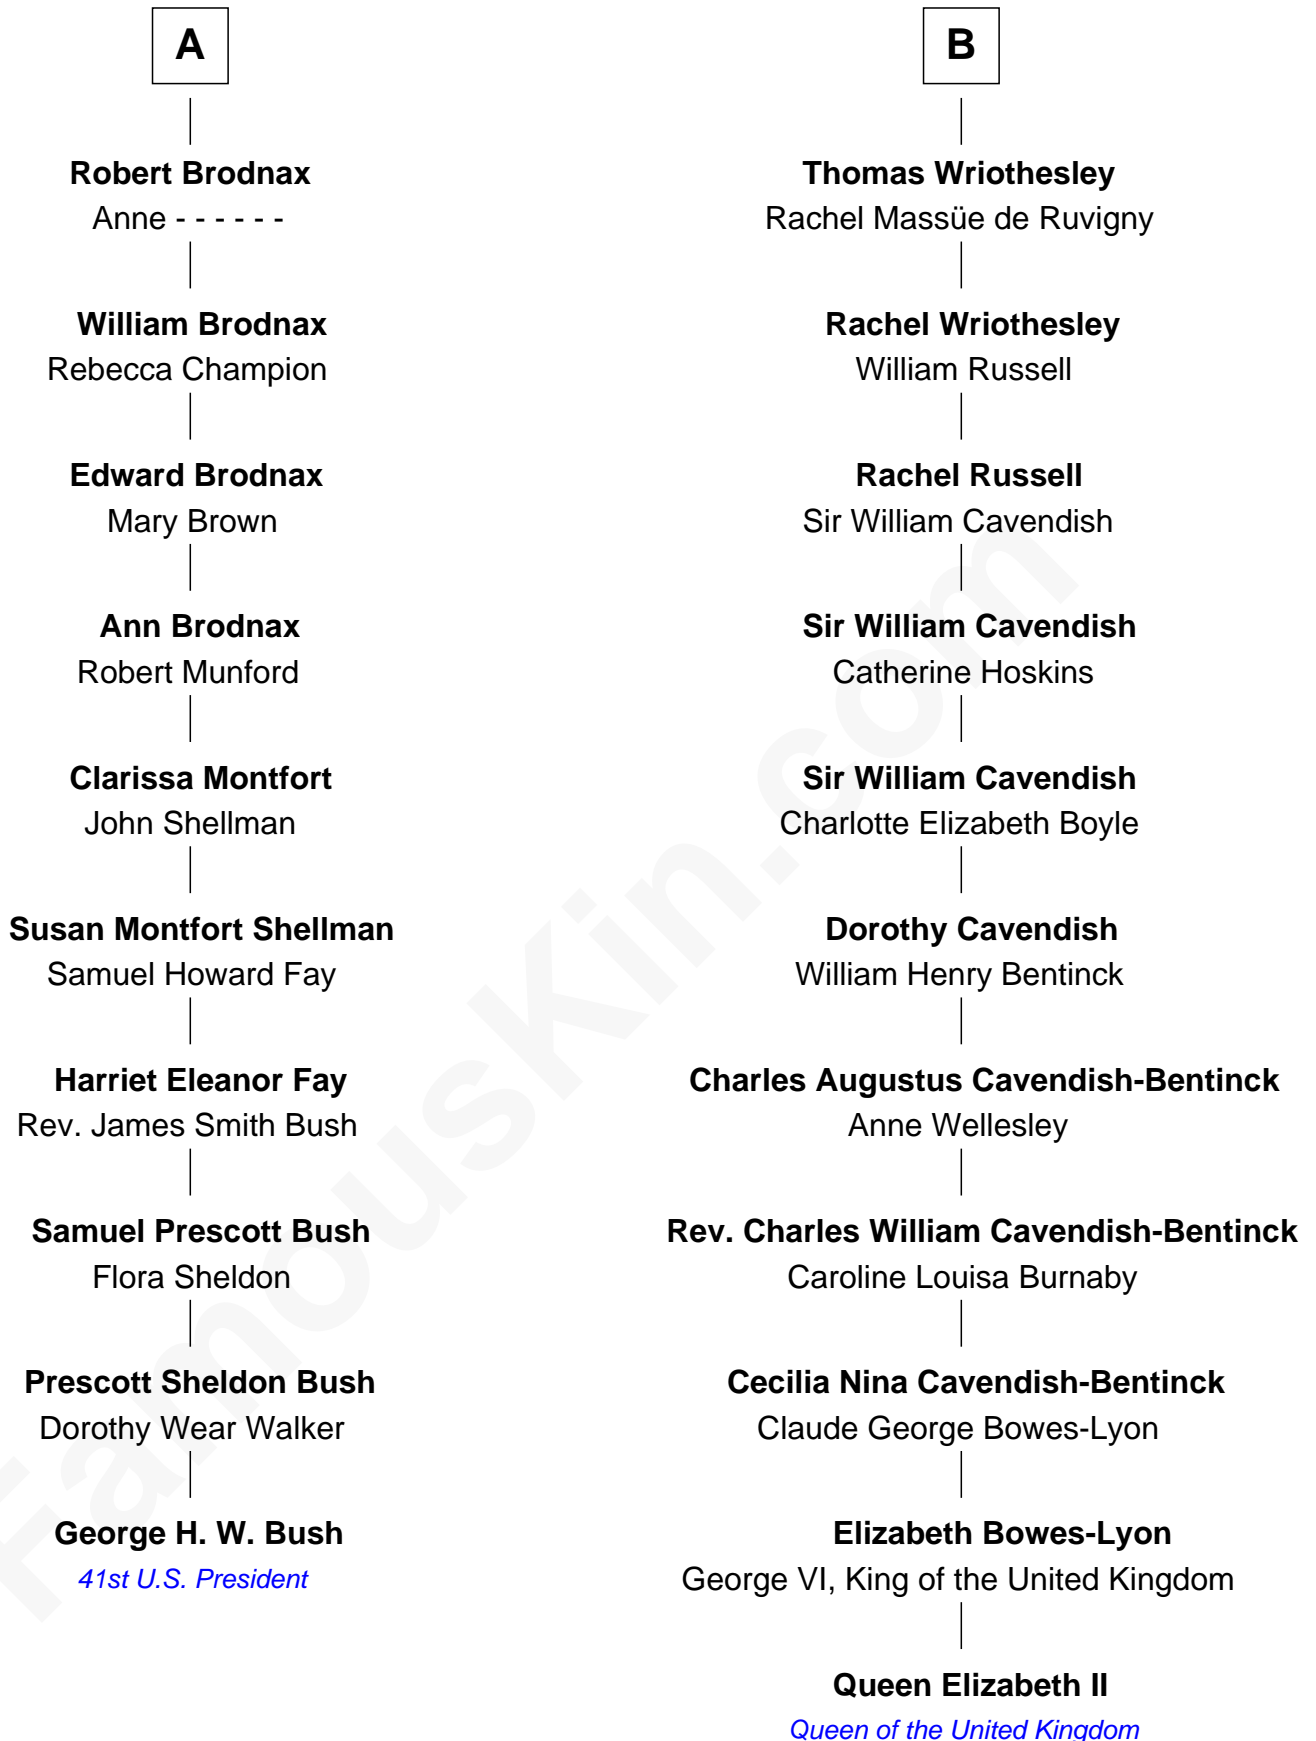 A
Robert Brodnax
Anne - - - - - -
William Brodnax
Rebecca Champion
Edward Brodnax
Mary Brown
Ann Brodnax
Robert Munford
Clarissa Montfort
John Shellman
Susan Montfort Shellman
Samuel Howard Fay
Harriet Eleanor Fay
Rev. James Smith Bush
Samuel Prescott Bush
Flora Sheldon
Prescott Sheldon Bush
Dorothy Wear Walker
George H. W. Bush
41st U.S. President
B
Thomas Wriothesley
Rachel Massüe de Ruvigny
Rachel Wriothesley
William Russell
Rachel Russell
Sir William Cavendish
Sir William Cavendish
Catherine Hoskins
Sir William Cavendish
Charlotte Elizabeth Boyle
Dorothy Cavendish
William Henry Bentinck
Charles Augustus Cavendish-Bentinck
Anne Wellesley
Rev. Charles William Cavendish-Bentinck
Caroline Louisa Burnaby
Cecilia Nina Cavendish-Bentinck
Claude George Bowes-Lyon
Elizabeth Bowes-Lyon
George VI, King of the United Kingdom
Queen Elizabeth II
Queen of the United Kingdom
FamousKin.com